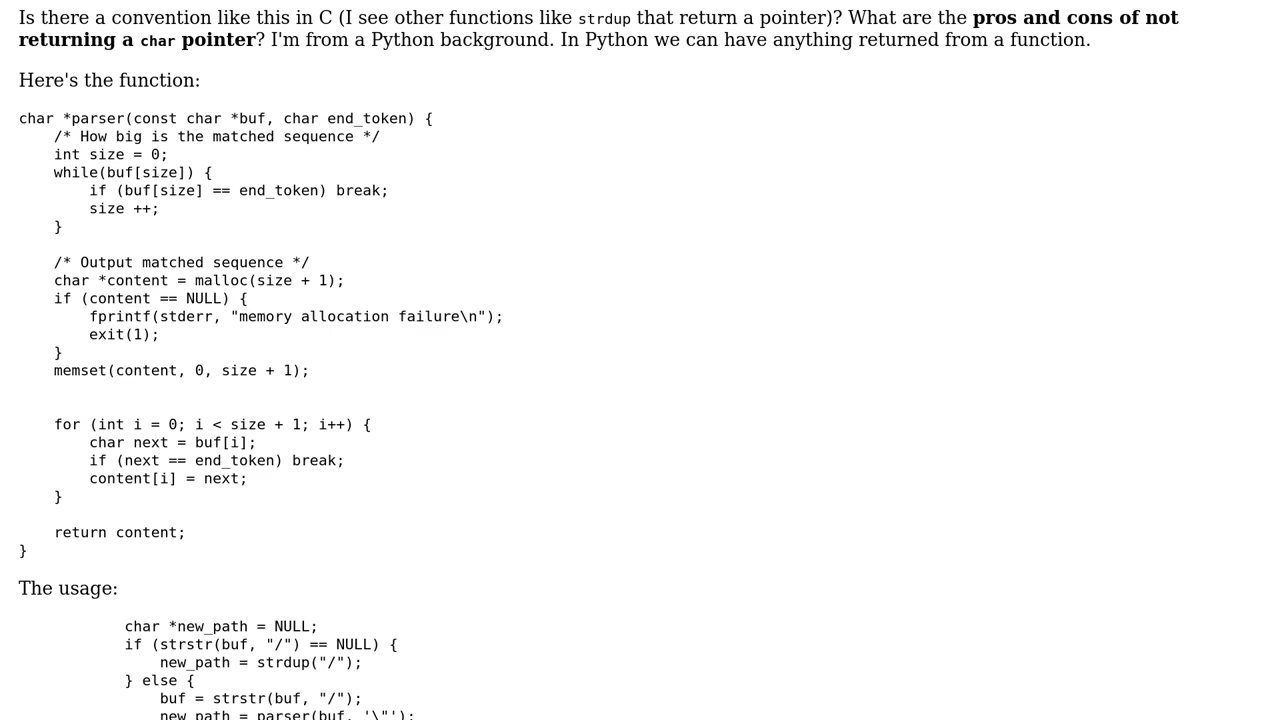 Is there a convention like this in C (I see other functions like strdup that return a pointer)? What are the pros and cons of not
returning a char pointer? I'm from a Python background. In Python we can have anything returned from a function.
Here's the function:
char *parser(const char *buf, char end_token) {
    /* How big is the matched sequence */
    int size = 0;
    while(buf[size]) {
        if (buf[size] == end_token) break;
        size ++;
    }
    /* Output matched sequence */
    char *content = malloc(size + 1);
    if (content == NULL) {
        fprintf(stderr, "memory allocation failure\n");
        exit(1);
    }
    memset(content, 0, size + 1);
    for (int i = 0; i < size + 1; i++) {
        char next = buf[i];
        if (next == end_token) break;
        content[i] = next;
    }
    return content;
}
The usage:
            char *new_path = NULL;
            if (strstr(buf, "/") == NULL) {
                new_path = strdup("/");
            } else {
                buf = strstr(buf, "/");
                new_path = parser(buf, '\"');